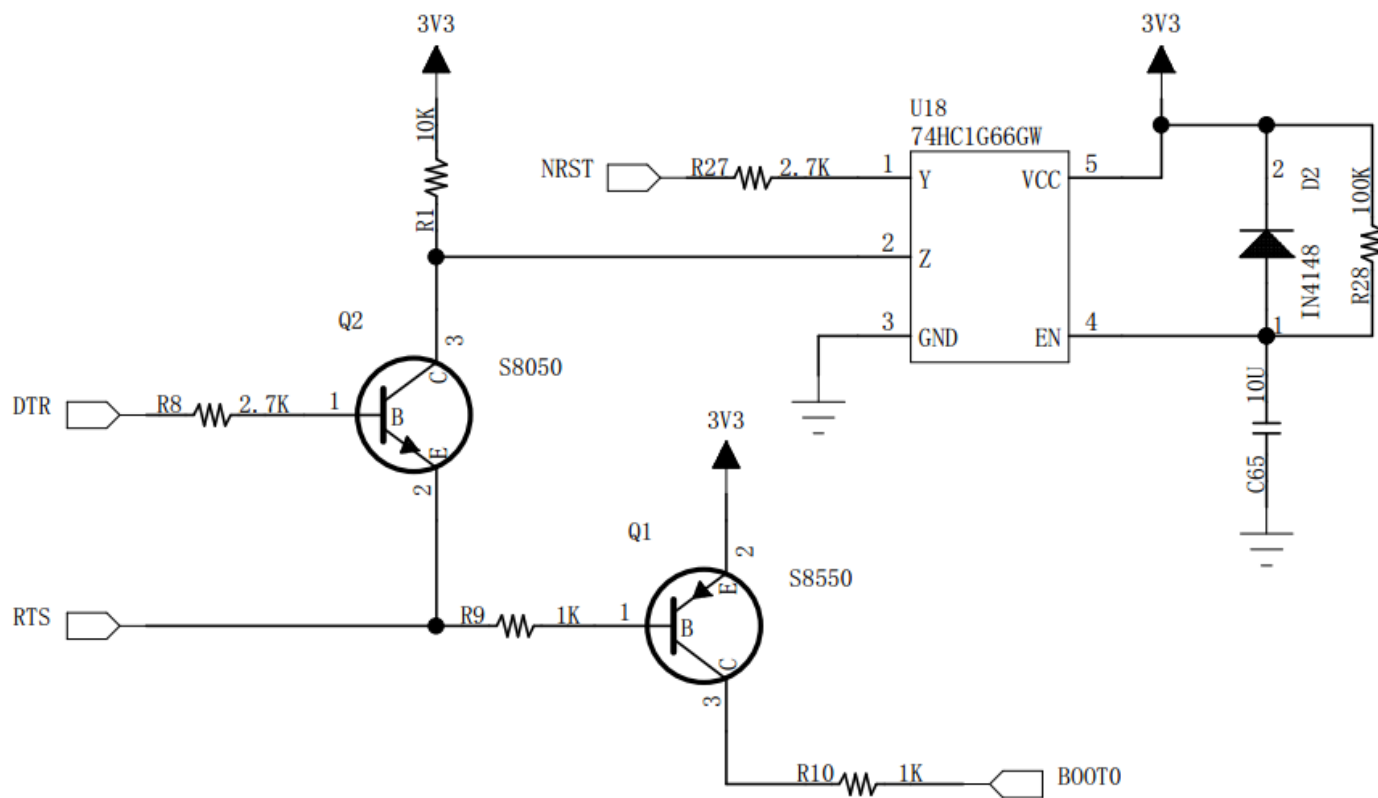 3V3
3V3
10K
R1
U18
74HC1G66GW
NRST
R27
2.7K
1
Y
VCC
5
2
Z
3
GND
EN
4
2
D2
100K
IN4148
R28
1
10U
C65
Q2
3
S8050
C
DTR
R8
2.7K
1
B
E
2
3V3
Q1
2
S8550
E
RTS
R9
1K
1
B
C
3
R10
1K
BOOT0